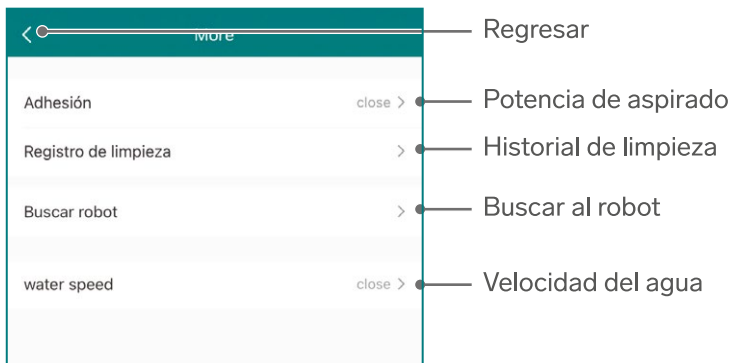 More
Regresar
Adhesión close
Potencia de aspirado
Registro de limpieza
Historial de limpieza
Buscar robot
Buscar al robot
water speed close
Velocidad del agua